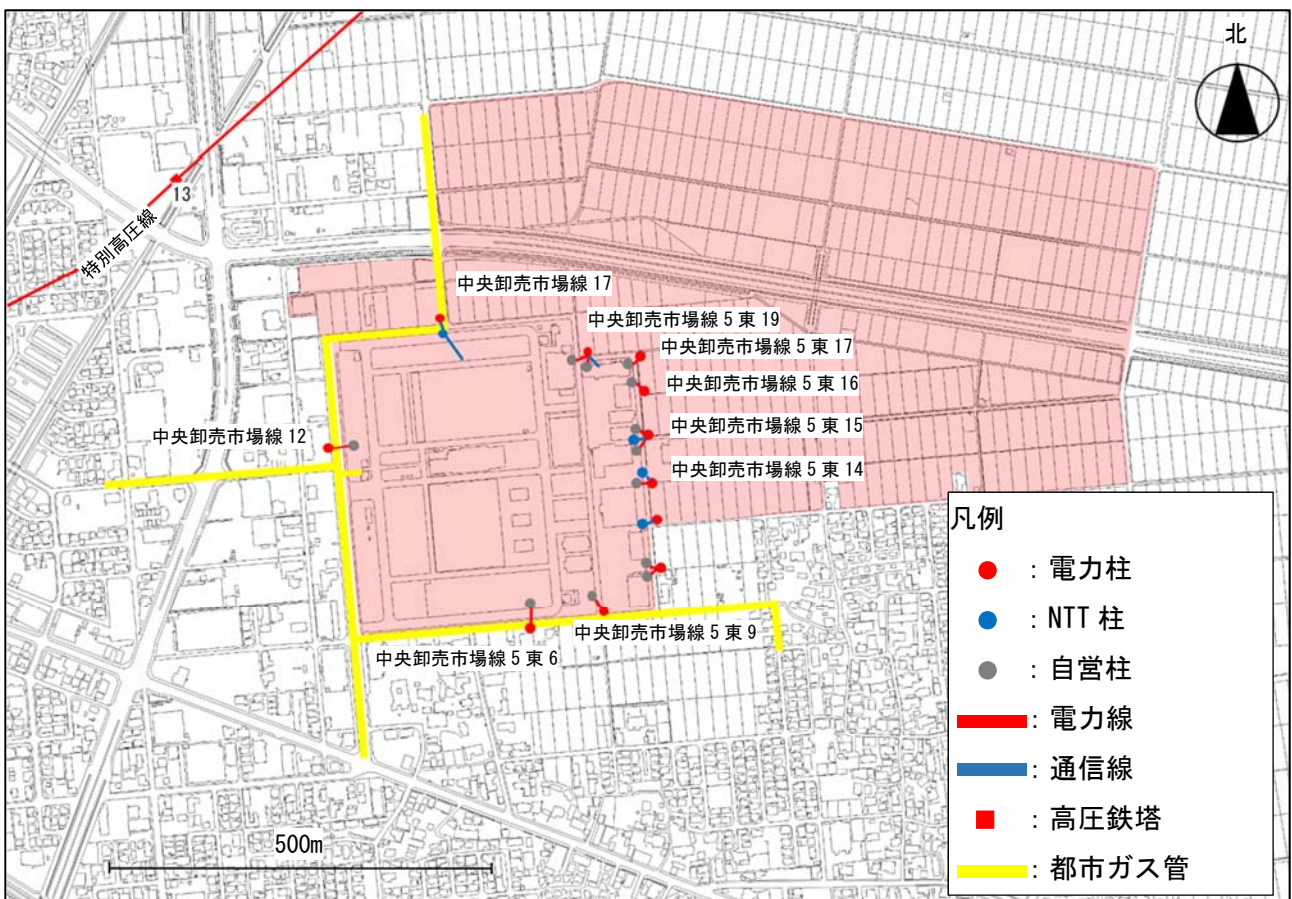 北
13
特別高圧線
中央卸売市場線 17
中央卸売市場線 5 東 19
中央卸売市場線 5 東 17
中央卸売市場線 5 東 16
中央卸売市場線 12
中央卸売市場線 5 東 15
中央卸売市場線 5 東 14
中央卸売市場線 5 東 9
中央卸売市場線 5 東 6
500m
凡例
：電力柱
：NTT 柱
：自営柱
：電力線
：通信線
：高圧鉄塔
：都市ガス管